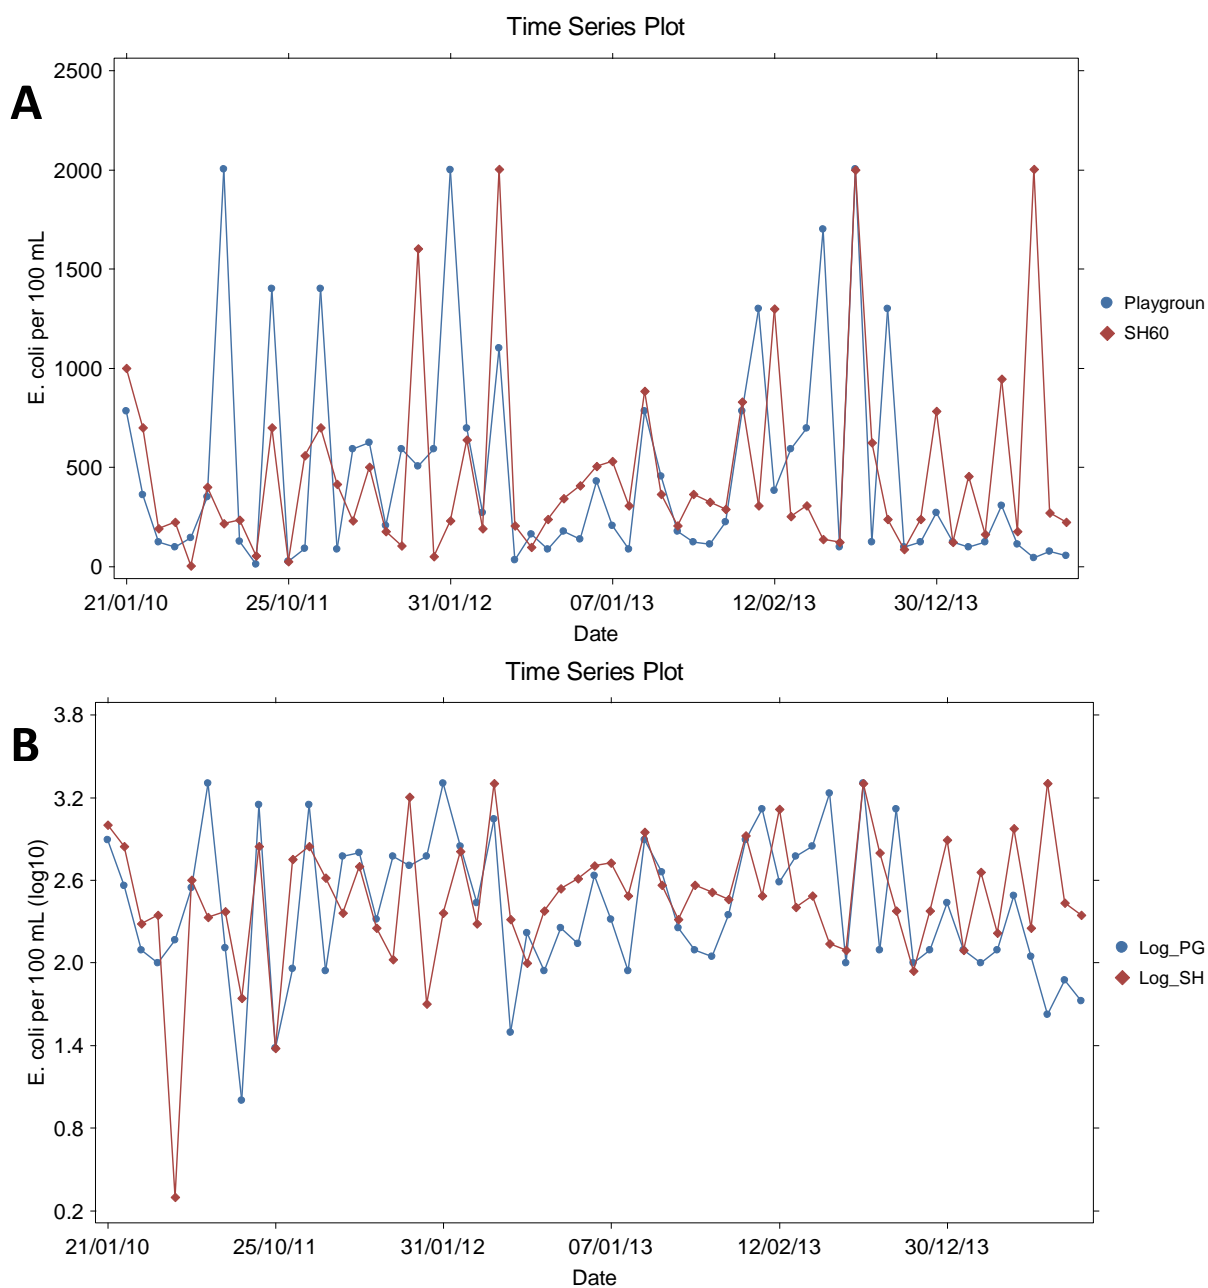 Time Series Plot
A
2500
2000
1500
1000
500
0
E. coli per 100 mL
21/01/10 25/10/11 31/01/12 07/01/13 12/02/13 30/12/13
Date
Playgroun
SH60
Time Series Plot
B
3.8
3.2
2.6
2.0
1.4
0.8
0.2
E. coli per 100 mL (log10)
21/01/10 25/10/11 31/01/12 07/01/13 12/02/13 30/12/13
Date
Log_PG
Log_SH